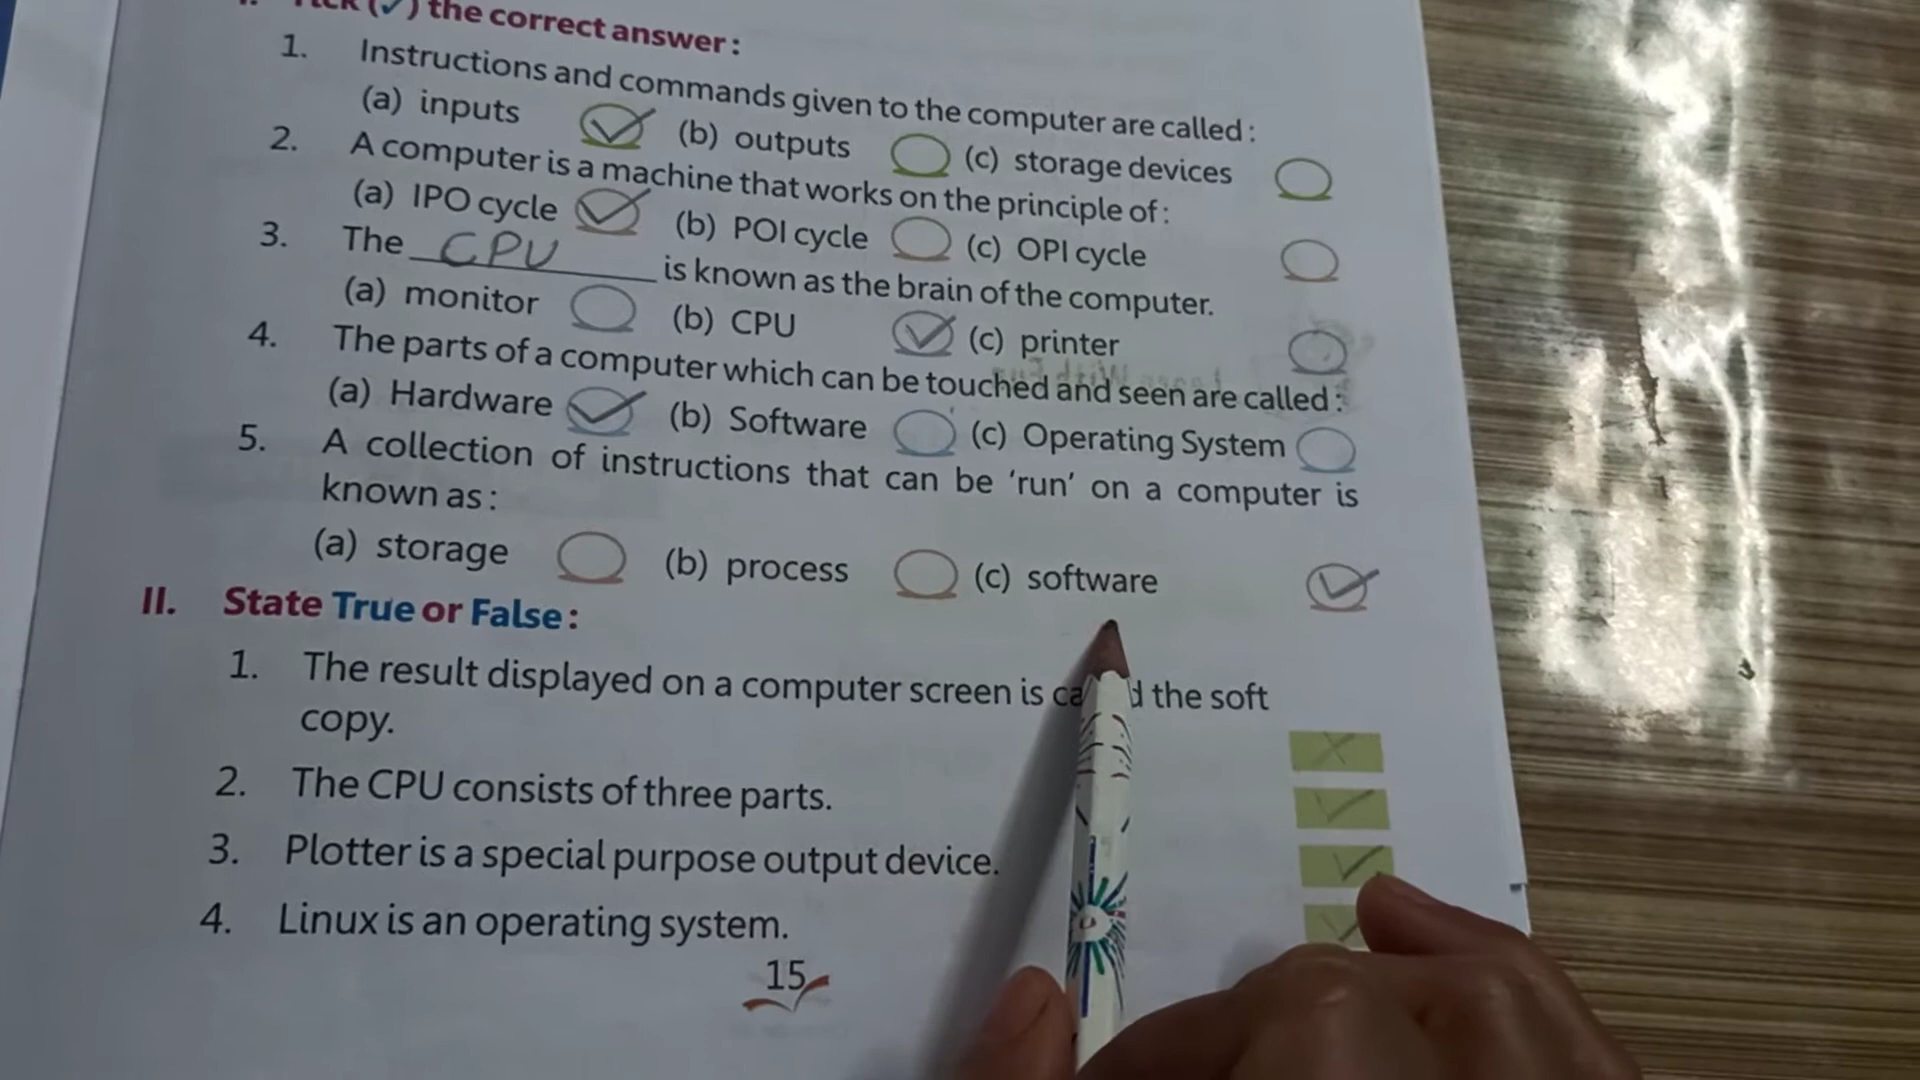 the correct answer :
1. Instructions and commands given to the computer are called :
(a) inputs (b) outputs (c) storage devices
2. A computer is a machine that works on the principle of :
(a) IPO cycle (b) POI cycle (c) OPI cycle
3. The CPU is known as the brain of the computer.
(a) monitor (b) CPU (c) printer
4. The parts of a computer which can be touched and seen are called :
(a) Hardware (b) Software (c) Operating System
5. A collection of instructions that can be ‘run’ on a computer is
known as :
(a) storage (b) process (c) software
II. State True or False :
1. The result displayed on a computer screen is the soft
copy.
2. The CPU consists of three parts.
3. Plotter is a special purpose output device.
4. Linux is an operating system.
15